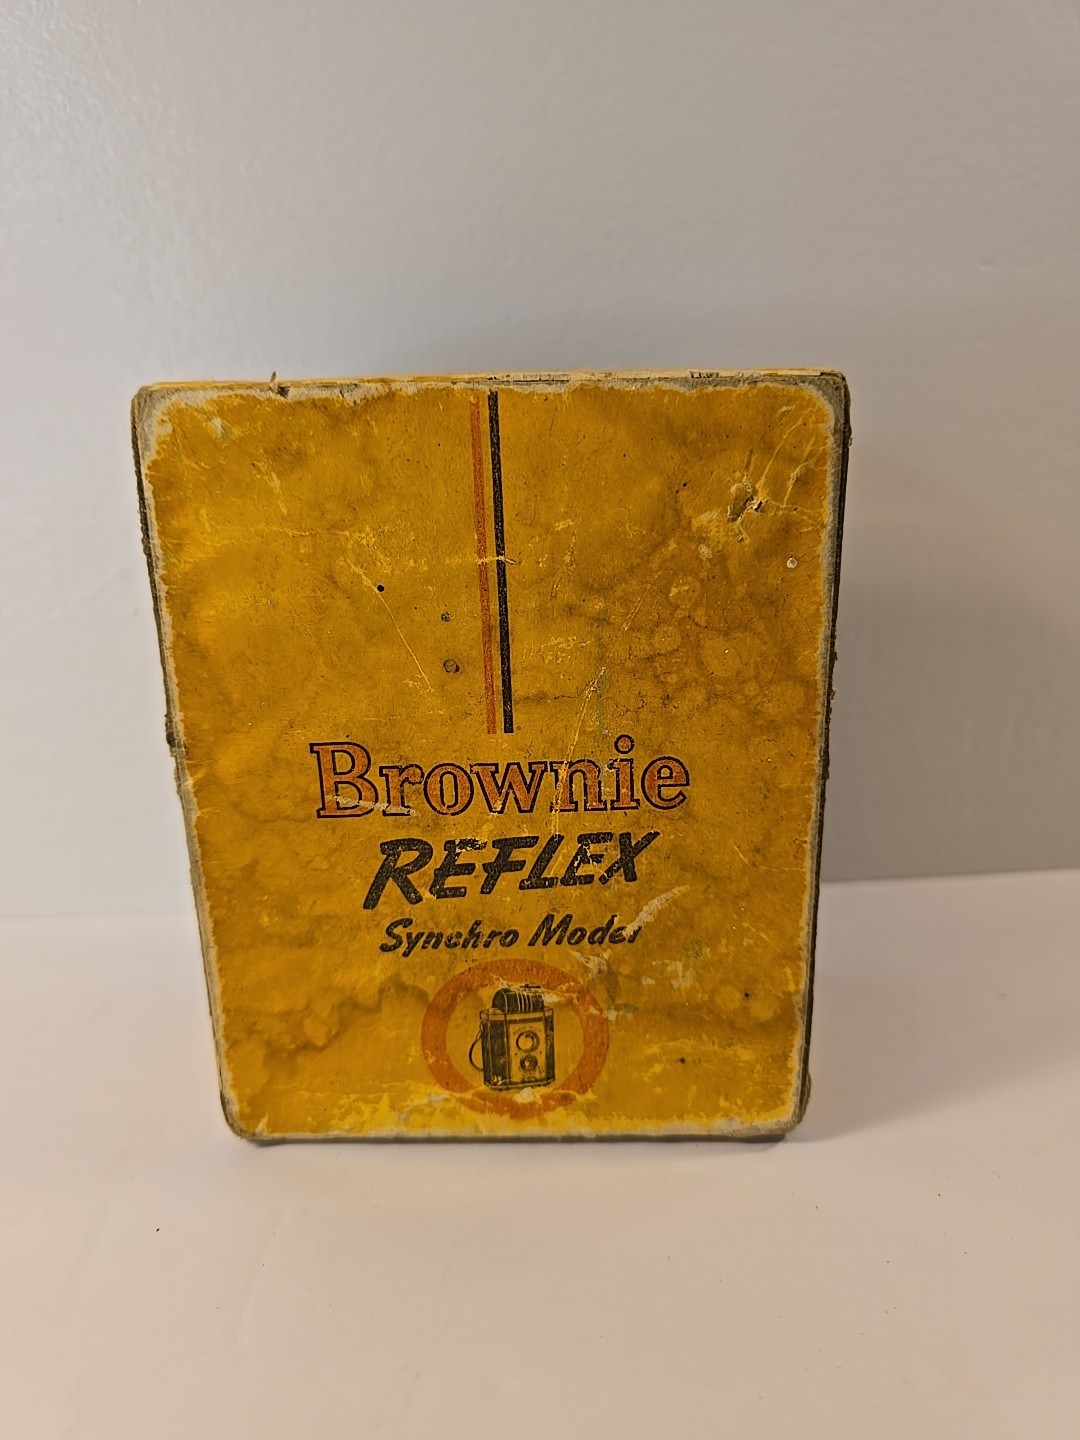 Brownie
REFLEX
Synchro Model